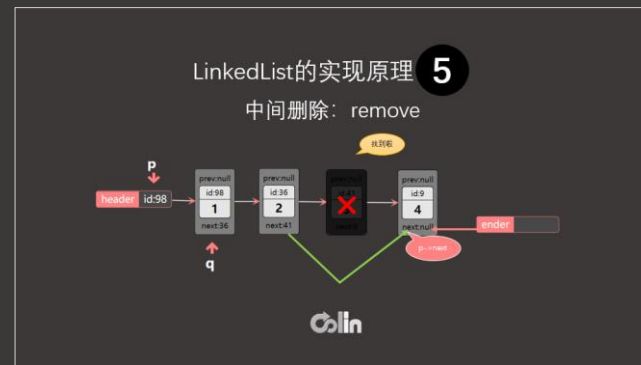 LinkedList的实现原理 5
中间删除：remove
找到啦
p
header id:98
prev:null
id:98
1
next:36
q
prev:null
id:36
2
next:41
id:41
prev:null
id:9
4
next:null
ender
p->next
Colin